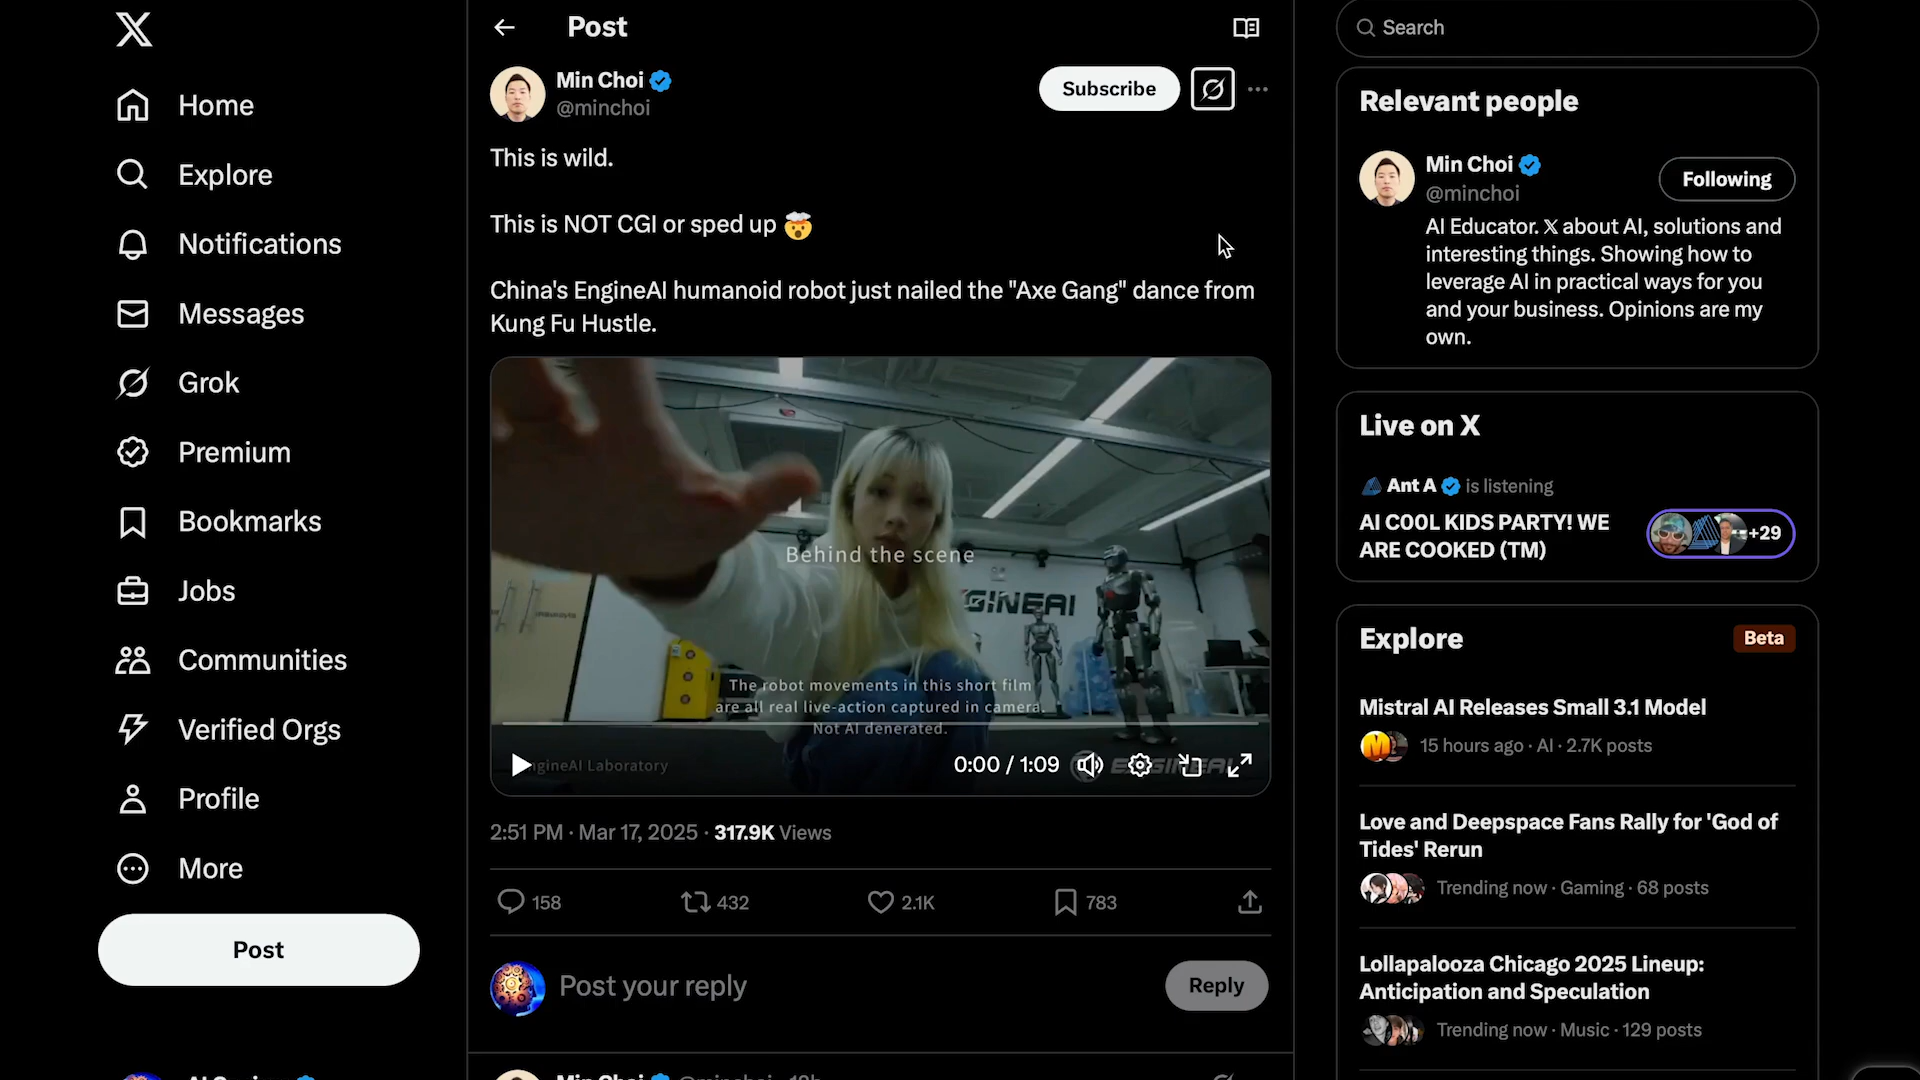 Home
Explore
Notifications
Messages
Grok
Premium
Bookmarks
Jobs
Communities
Verified Orgs
Profile
More
Post
Post
Min Choi
@minchoi
Subscribe
This is wild.
This is NOT CGI or sped up 🤯
China's EngineAI humanoid robot just nailed the "Axe Gang" dance from
Kung Fu Hustle.
Behind the scene
GINEAI
The robot movements in this short film
are all real live-action captured in camera.
Not AI denerated.
ngineAI Laboratory
0:00 / 1:09
ENGINEAI
2:51 PM · Mar 17, 2025 · 317.9K Views
158
432
2.1K
783
Post your reply
Reply
Min Choi @minchoi
Search
Relevant people
Min Choi
@minchoi
Following
AI Educator. 𝕏 about AI, solutions and
interesting things. Showing how to
leverage AI in practical ways for you
and your business. Opinions are my
own.
Live on X
Ant A is listening
AI C00L KIDS PARTY! WE
ARE COOKED (TM)
+29
Explore
Beta
Mistral AI Releases Small 3.1 Model
15 hours ago · AI · 2.7K posts
Love and Deepspace Fans Rally for 'God of
Tides' Rerun
Trending now · Gaming · 68 posts
Lollapalooza Chicago 2025 Lineup:
Anticipation and Speculation
Trending now · Music · 129 posts